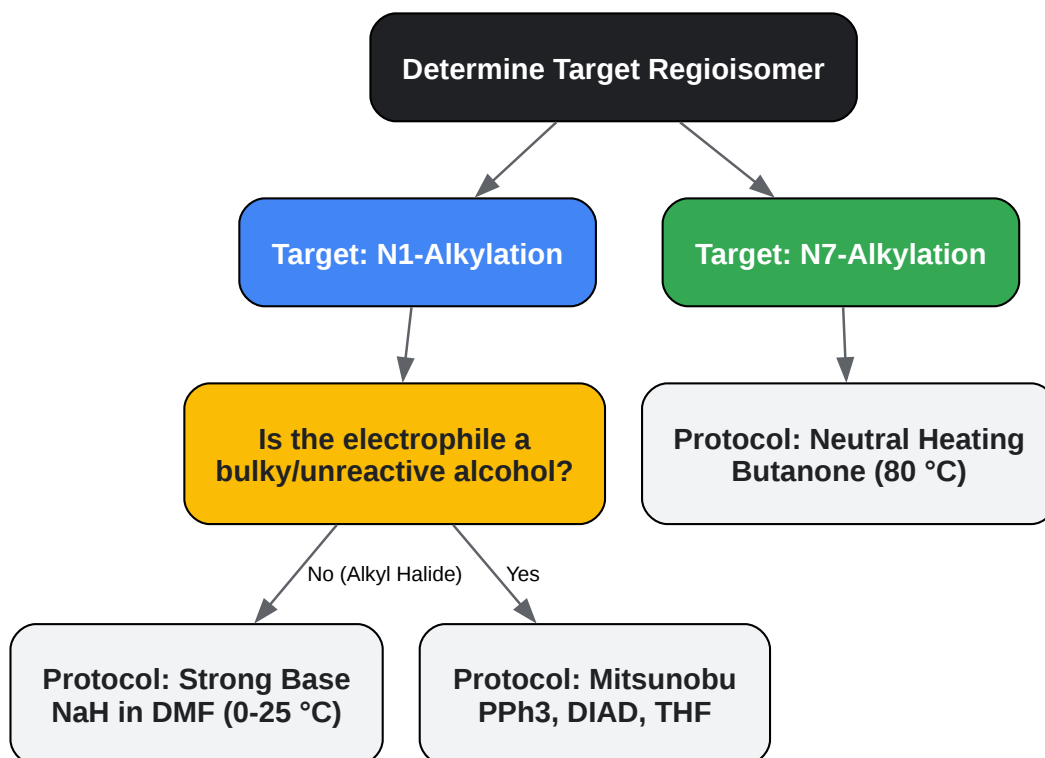 Determine Target Regioisomer
Target: N1-Alkylation
Target: N7-Alkylation
Is the electrophile a
bulky/unreactive alcohol?
Protocol: Neutral Heating
Butanone (80 °C)
No (Alkyl Halide)
Yes
Protocol: Strong Base
NaH in DMF (0-25 °C)
Protocol: Mitsunobu
PPh3, DIAD, THF